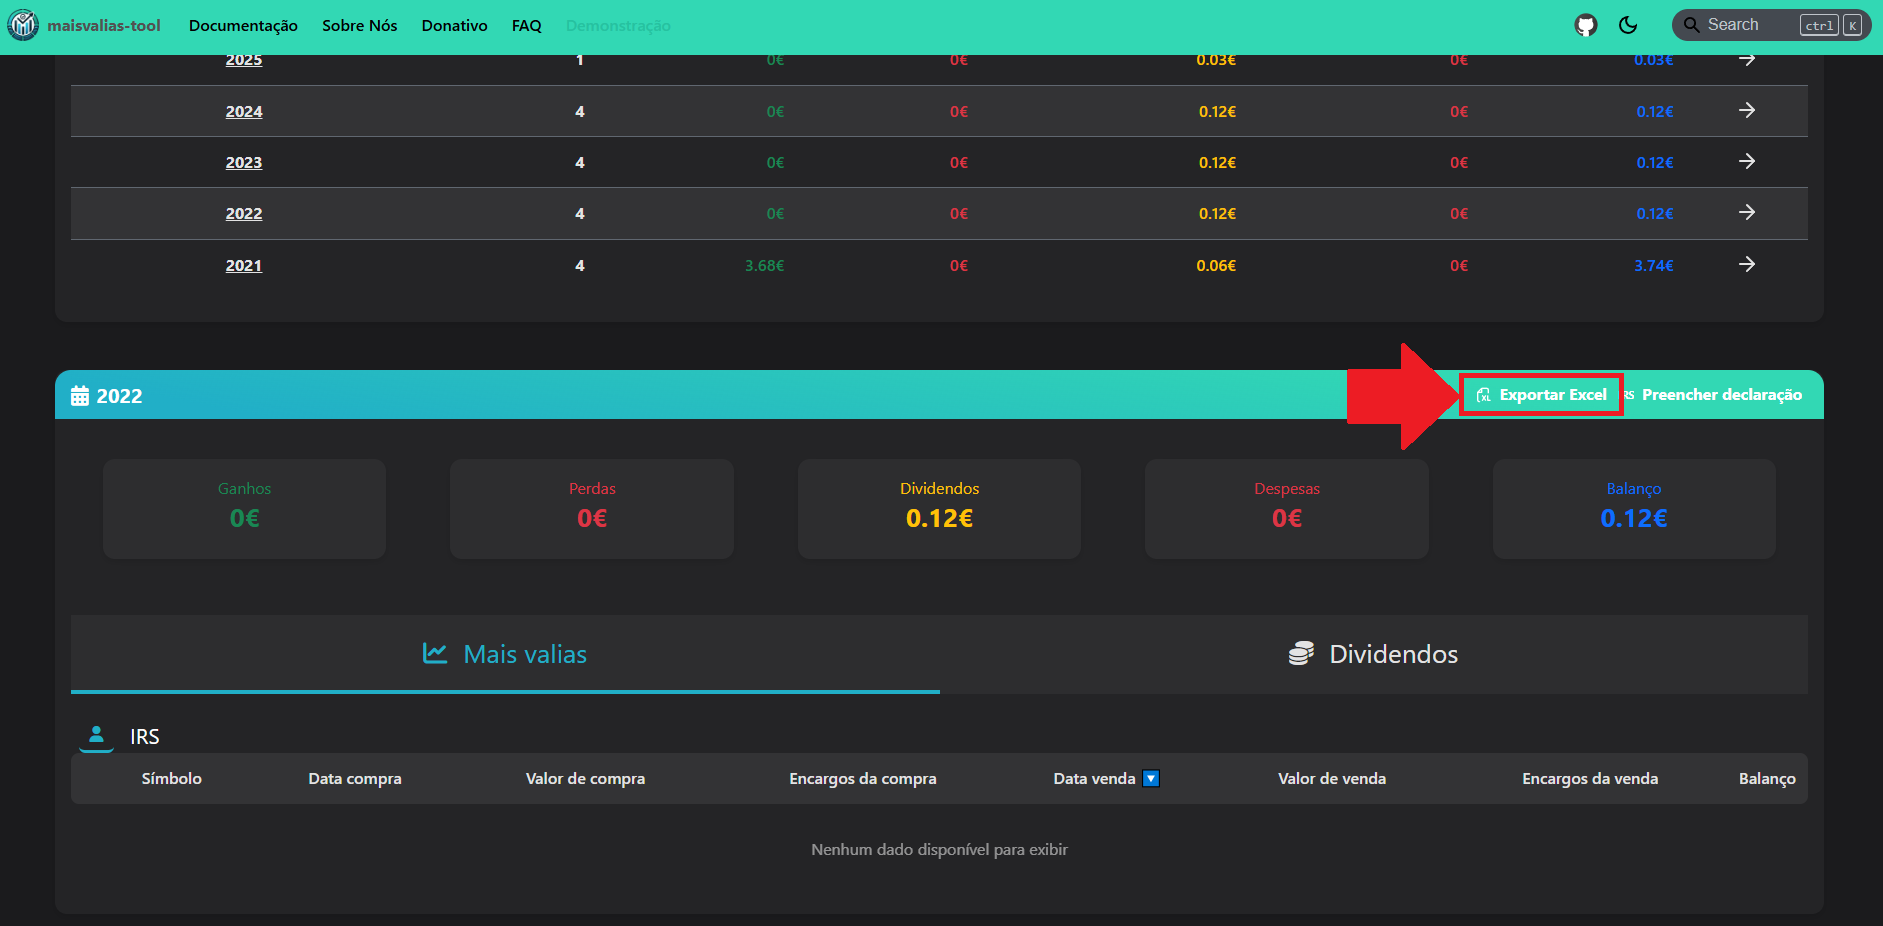 maisvalias-tool Documentação Sobre Nós Donativo FAQ Demonstração Search ctrl K
2025 1 0€ 0€ 0.03€ 0€ 0.03€
2024 4 0€ 0€ 0.12€ 0€ 0.12€
2023 4 0€ 0€ 0.12€ 0€ 0.12€
2022 4 0€ 0€ 0.12€ 0€ 0.12€
2021 4 3.68€ 0€ 0.06€ 0€ 3.74€
2022 XL Exportar Excel RS Preencher declaração
Ganhos Perdas Dividendos Despesas Balanço
0€ 0€ 0.12€ 0€ 0.12€
Mais valias Dividendos
IRS
Símbolo Data compra Valor de compra Encargos da compra Data venda Valor de venda Encargos da venda Balanço
Nenhum dado disponível para exibir